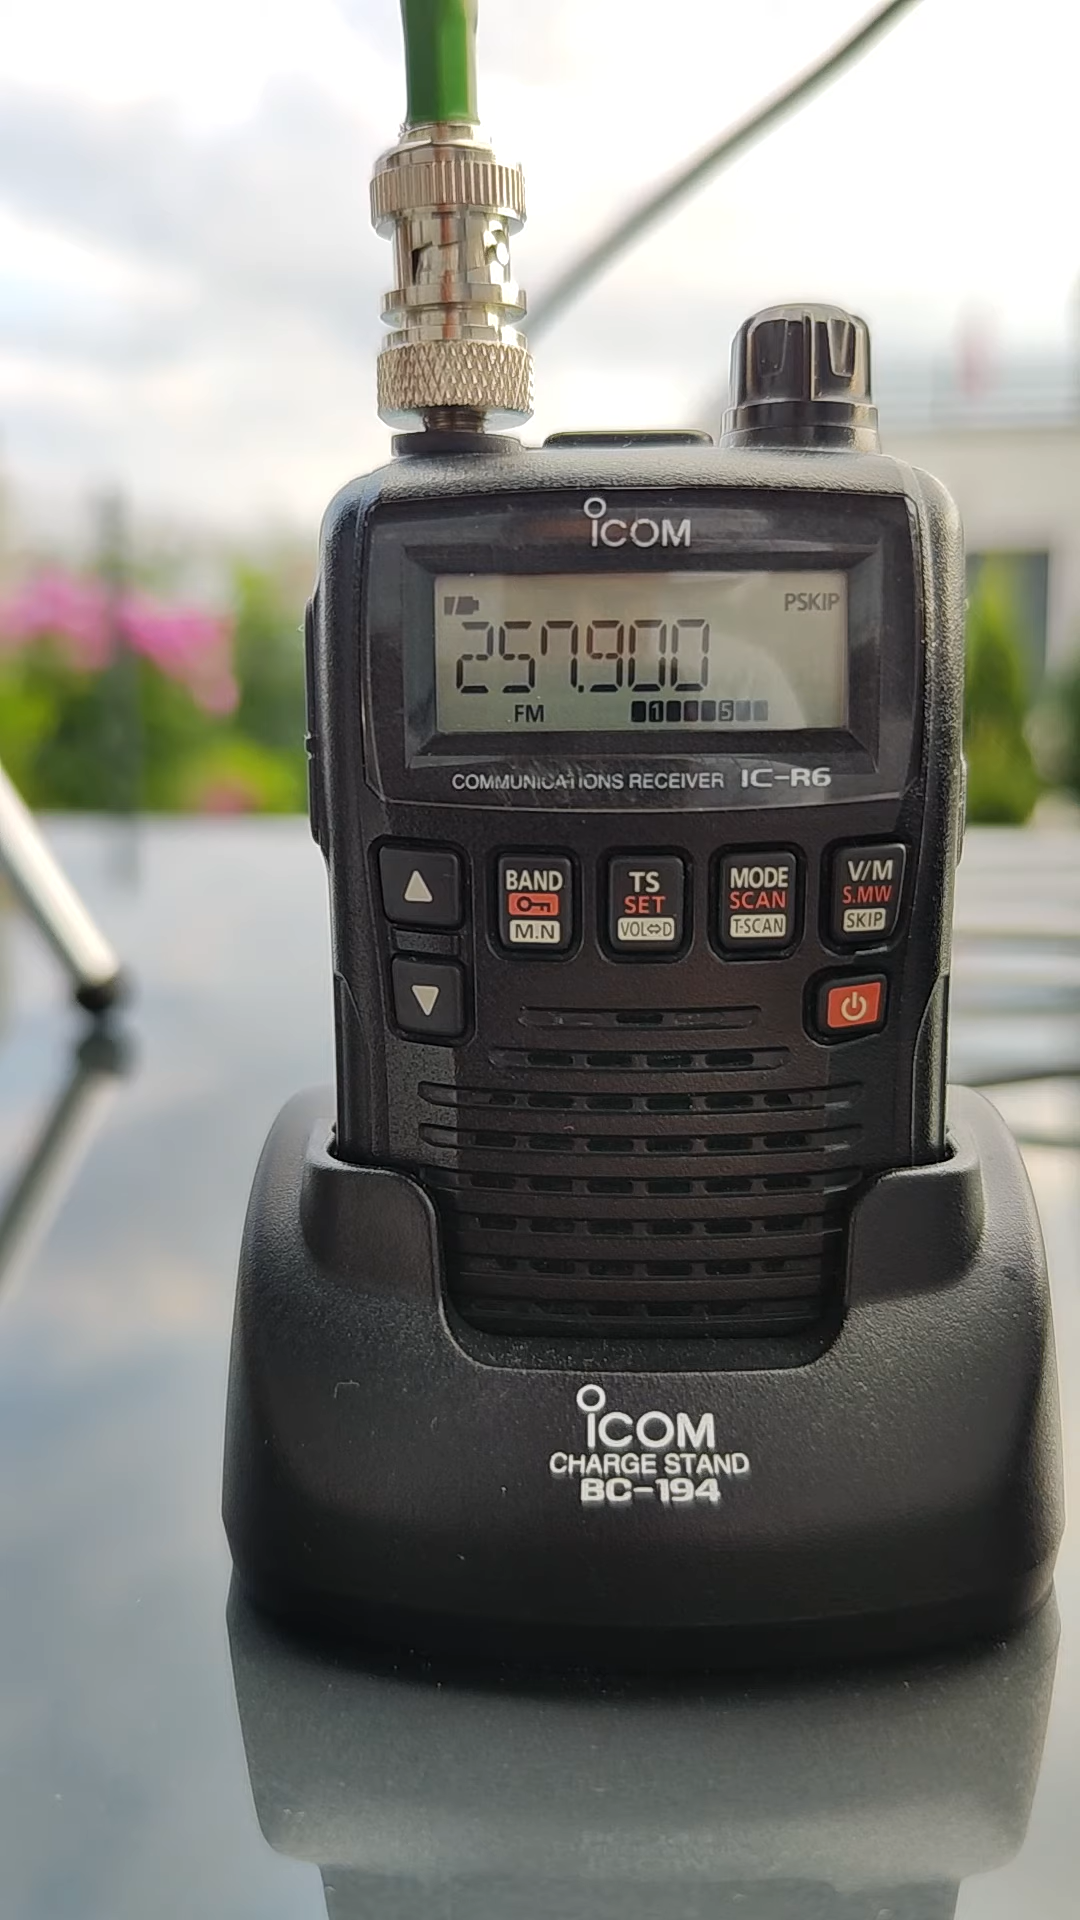 iCOM
PSKIP
257.900
FM
1 5
COMMUNICATIONS RECEIVER IC-R6
BAND
M.N
TS
SET
VOL⇔D
MODE
SCAN
T-SCAN
V/M
S.MW
SKIP
iCOM
CHARGE STAND
BC-194